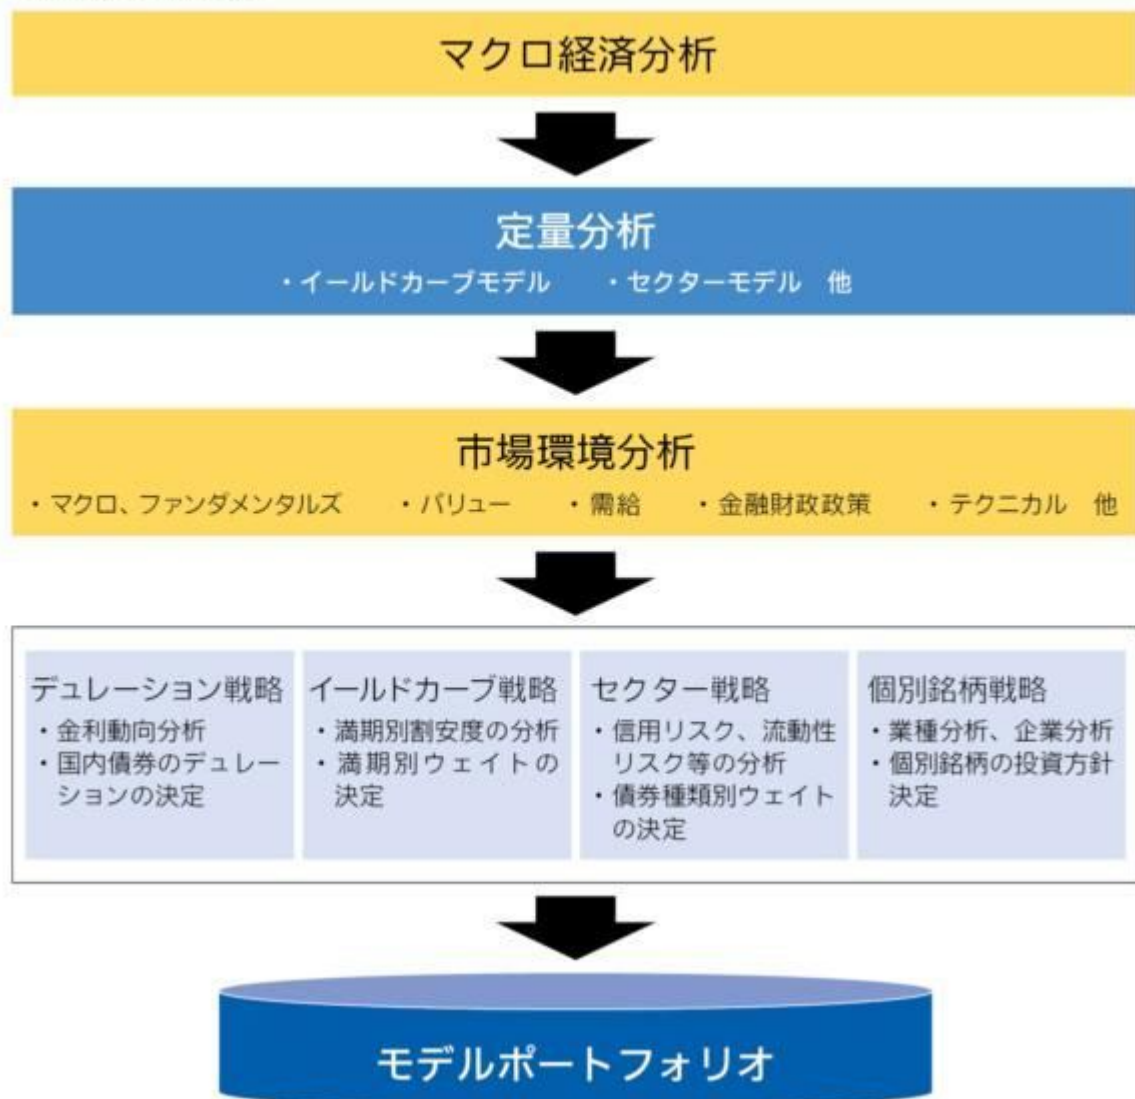 マクロ経済分析
定量分析
・イールドカーブモデル ・セクターモデル 他
市場環境分析
・マクロ、ファンダメンタルズ ・バリュー ・需給 ・金融財政政策 ・テクニカル 他
デュレーション戦略
・金利動向分析
・国内債券のデュレー
ションの決定
イールドカーブ戦略
・満期別割安度の分析
・満期別ウェイトの
決定
セクター戦略
・信用リスク、流動性
リスク等の分析
・債券種類別ウェイト
の決定
個別銘柄戦略
・業種分析、企業分析
・個別銘柄の投資方針
決定
モデルポートフォリオ